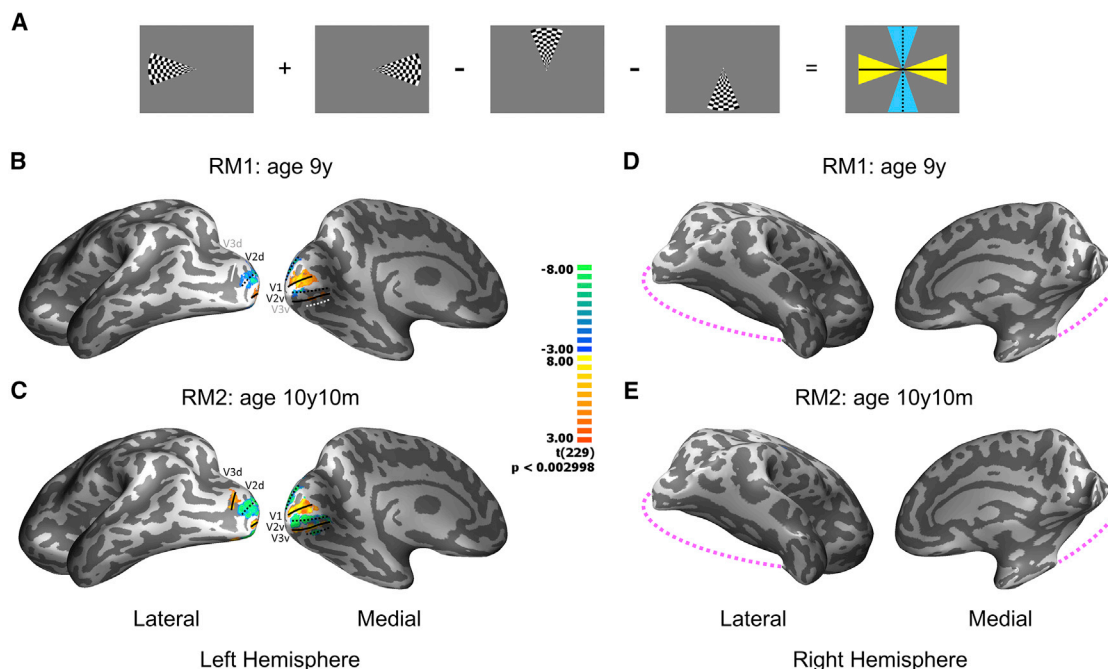 A
+ - - =
B
RM1: age 9y
D
RM1: age 9y
V3d
V2d
V1
V2v
V3v
-8.00
-3.00
8.00
3.00
t(229)
p < 0.002998
C
RM2: age 10y10m
E
RM2: age 10y10m
V3d
V2d
V1
V2v
V3v
Lateral
Medial
Lateral
Medial
Left Hemisphere
Right Hemisphere